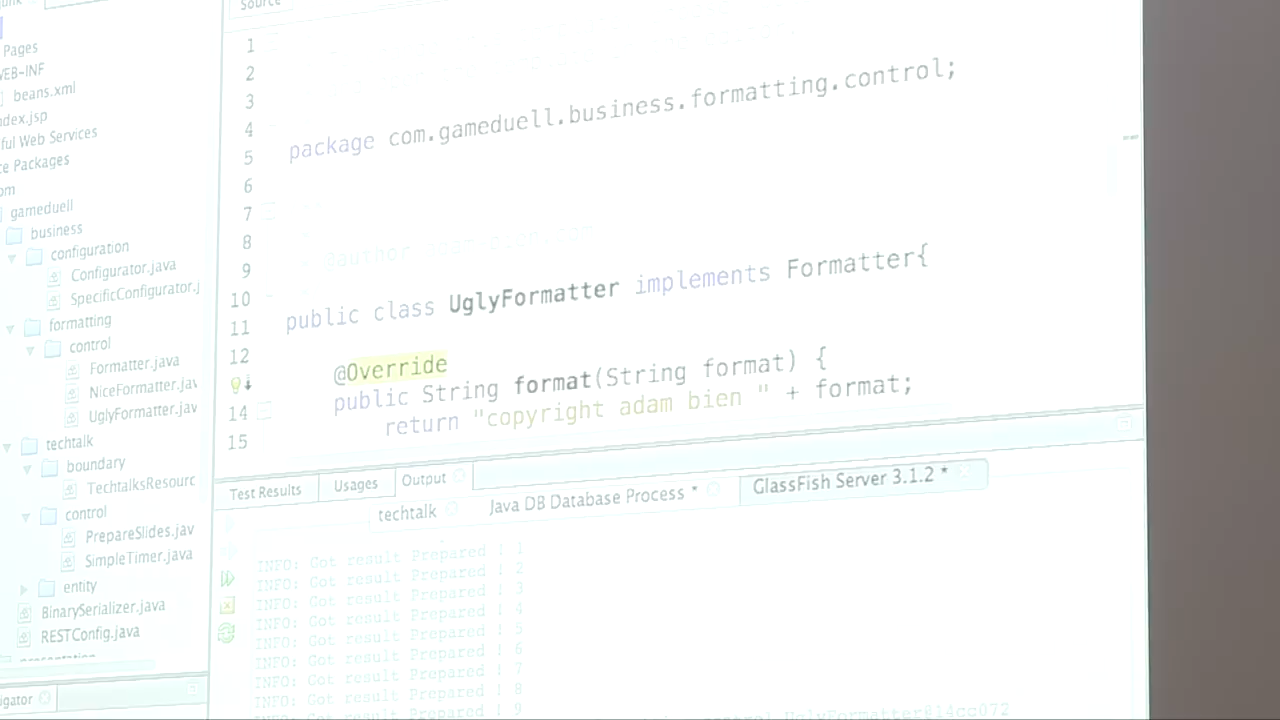 Source
Pages
WEB-INF
beans.xml
index.jsp
ful Web Services
ce Packages
om
gameduell
business
configuration
Configurator.java
SpecificConfigurator.j
formatting
control
Formatter.java
NiceFormatter.jav
UglyFormatter.jav
techtalk
boundary
TechtalksResourc
control
PrepareSlides.jav
SimpleTimer.java
entity
BinarySerializer.java
RESTConfig.java
igator
1
2
3
4
5
6
7
8
9
10
11
12
14
15
package com.gameduell.business.formatting.control;
@author
public class UglyFormatter implements Formatter{
@Override
public String format(String format) {
return "copyright adam bien " + format;
Test Results Usages Output
techtalk Java DB Database Process * GlassFish Server 3.1.2 *
INFO: Got result Prepared ! 1
INFO: Got result Prepared ! 2
INFO: Got result Prepared ! 3
INFO: Got result Prepared ! 4
INFO: Got result Prepared ! 5
INFO: Got result Prepared ! 6
INFO: Got result Prepared ! 7
INFO: Got result Prepared ! 8
INFO: Got result Prepared ! 9
UglyFormatter@14cc072